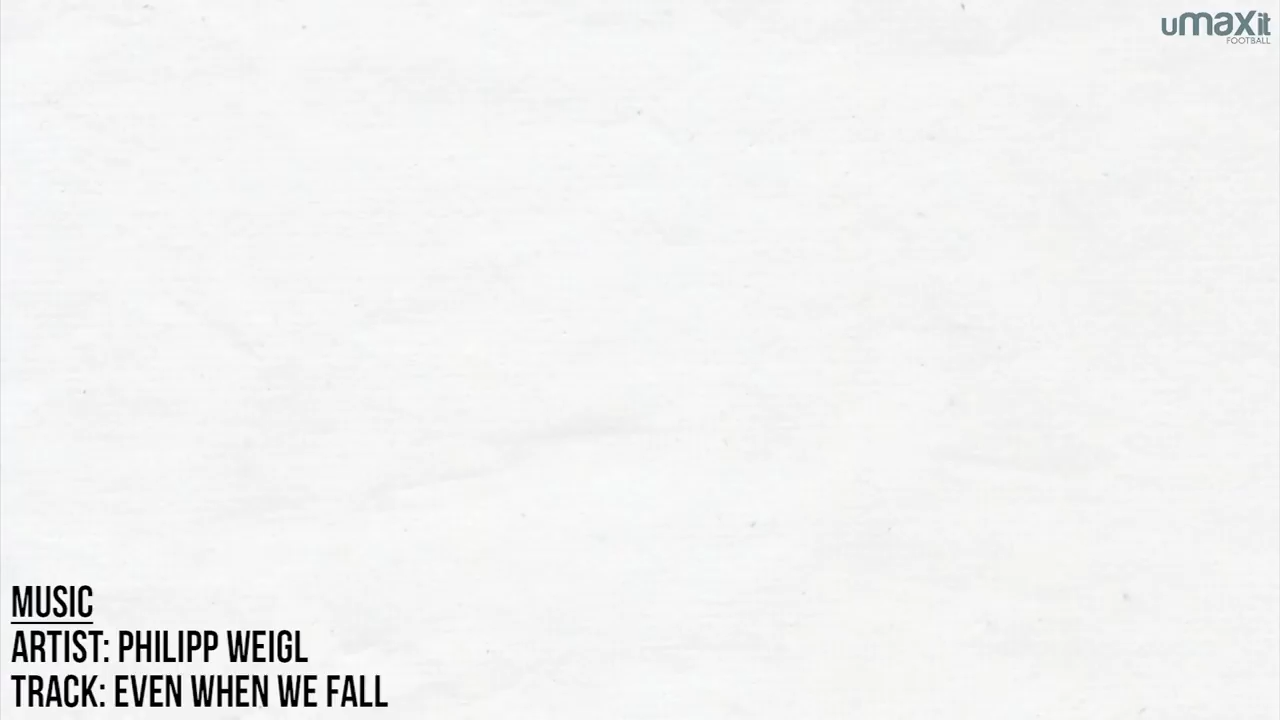 umaxit
FOOTBALL
MUSIC
ARTIST: PHILIPP WEIGL
TRACK: EVEN WHEN WE FALL